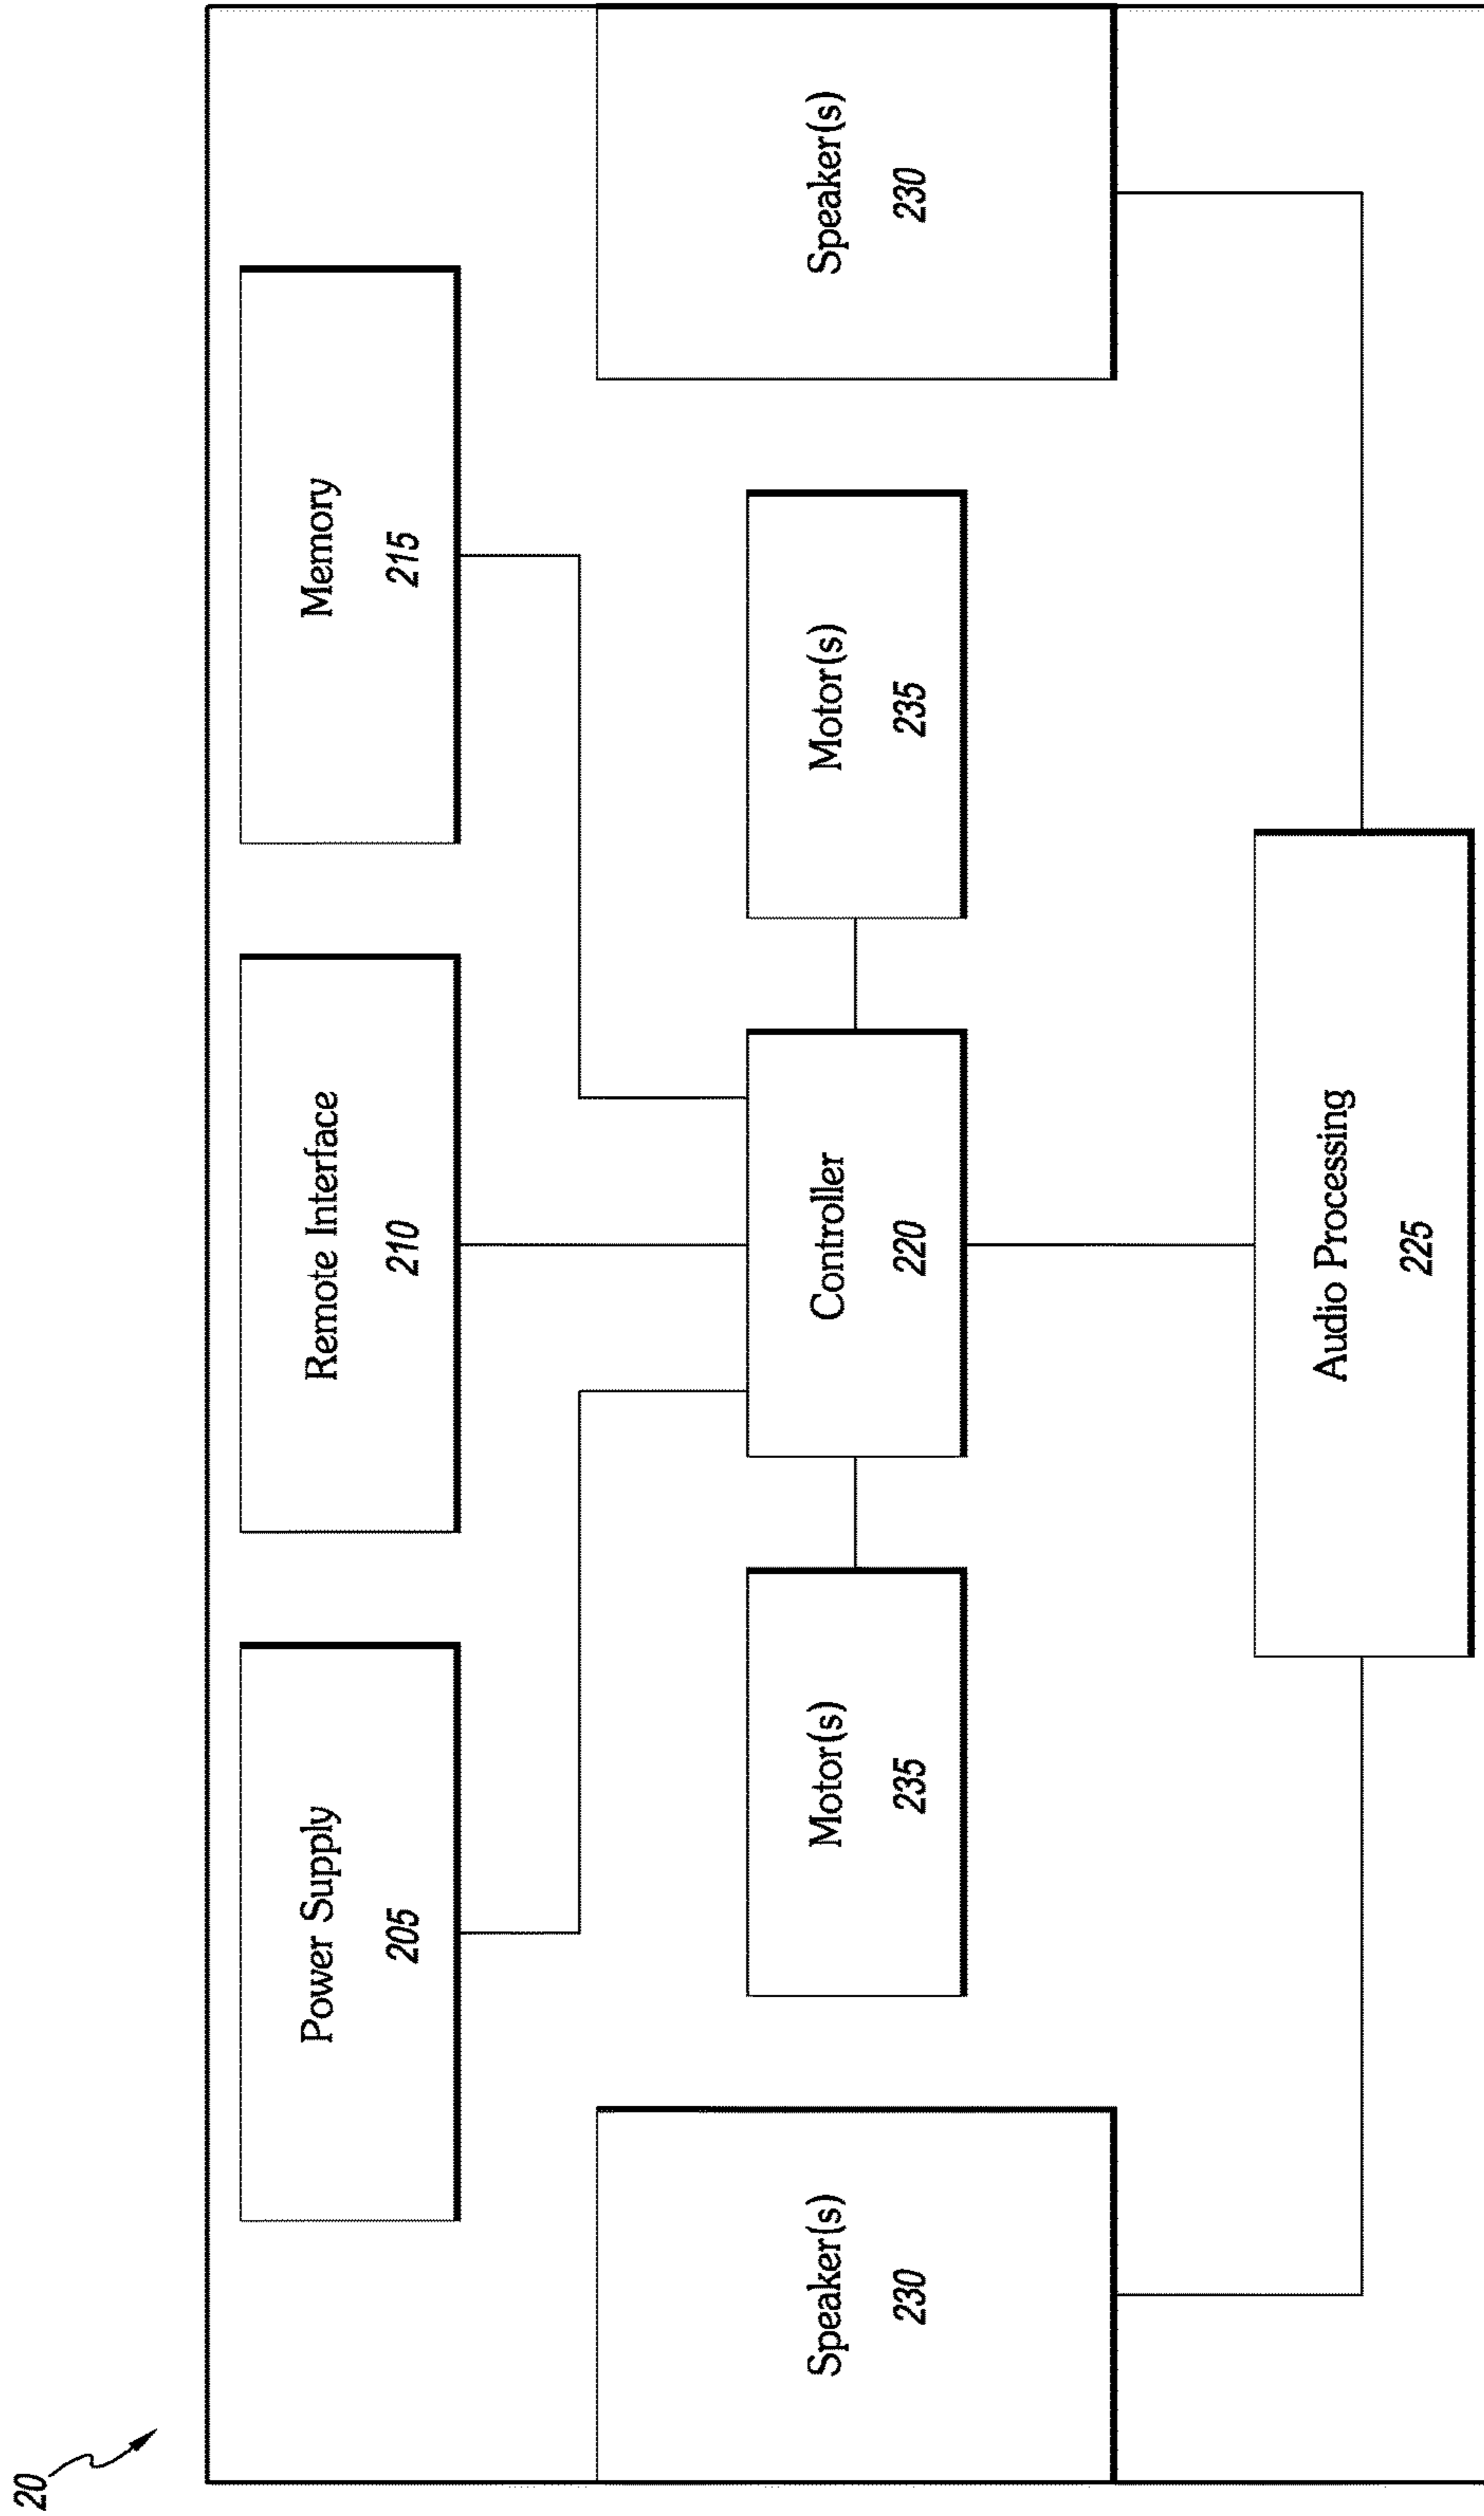 20
Power Supply
205
Remote Interface
210
Memory
215
Speaker(s)
230
Motor(s)
235
Controller
220
Motor(s)
235
Speaker(s)
230
Audio Processing
225